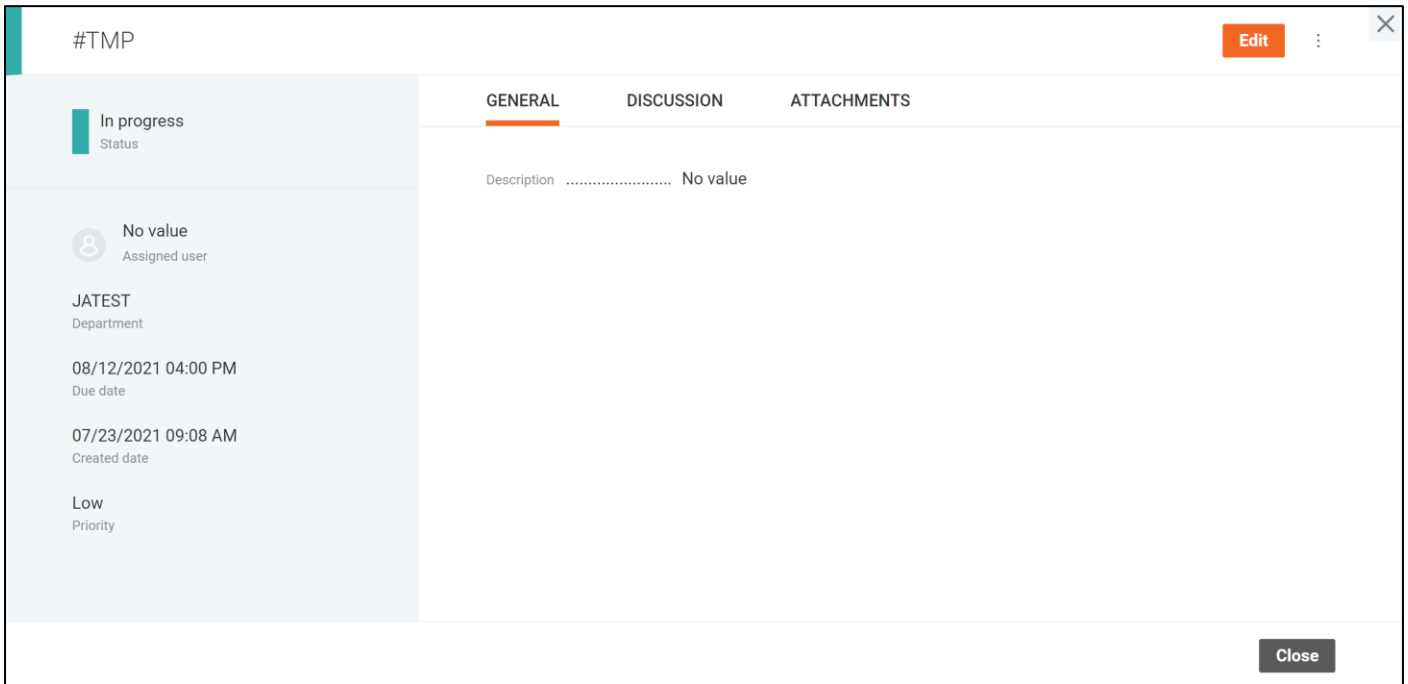 #TMP
Edit
In progress
Status
No value
Assigned user
JATEST
Department
08/12/2021 04:00 PM
Due date
07/23/2021 09:08 AM
Created date
Low
Priority
GENERAL DISCUSSION ATTACHMENTS
Description ........................ No value
Close